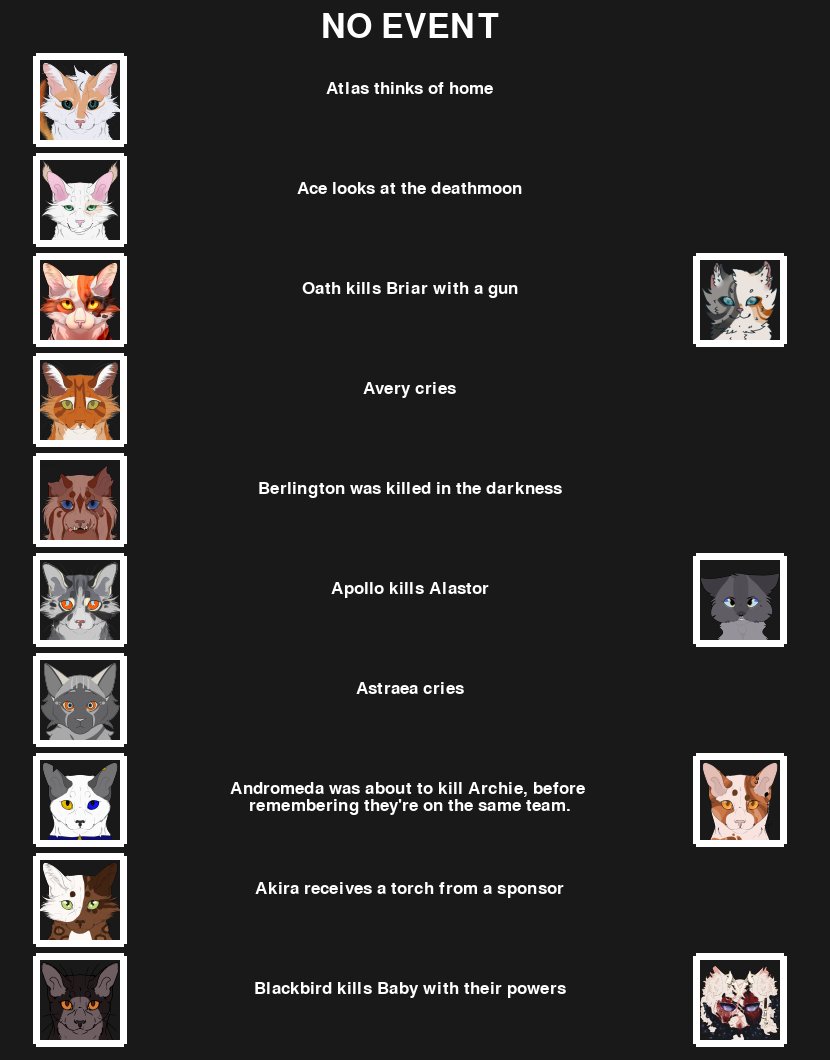 NO EVENT
Atlas thinks of home
Ace looks at the deathmoon
Oath kills Briar with a gun
Avery cries
Berlington was killed in the darkness
Apollo kills Alastor
Astraea cries
Andromeda was about to kill Archie, before
remembering they're on the same team.
Akira receives a torch from a sponsor
Blackbird kills Baby with their powers